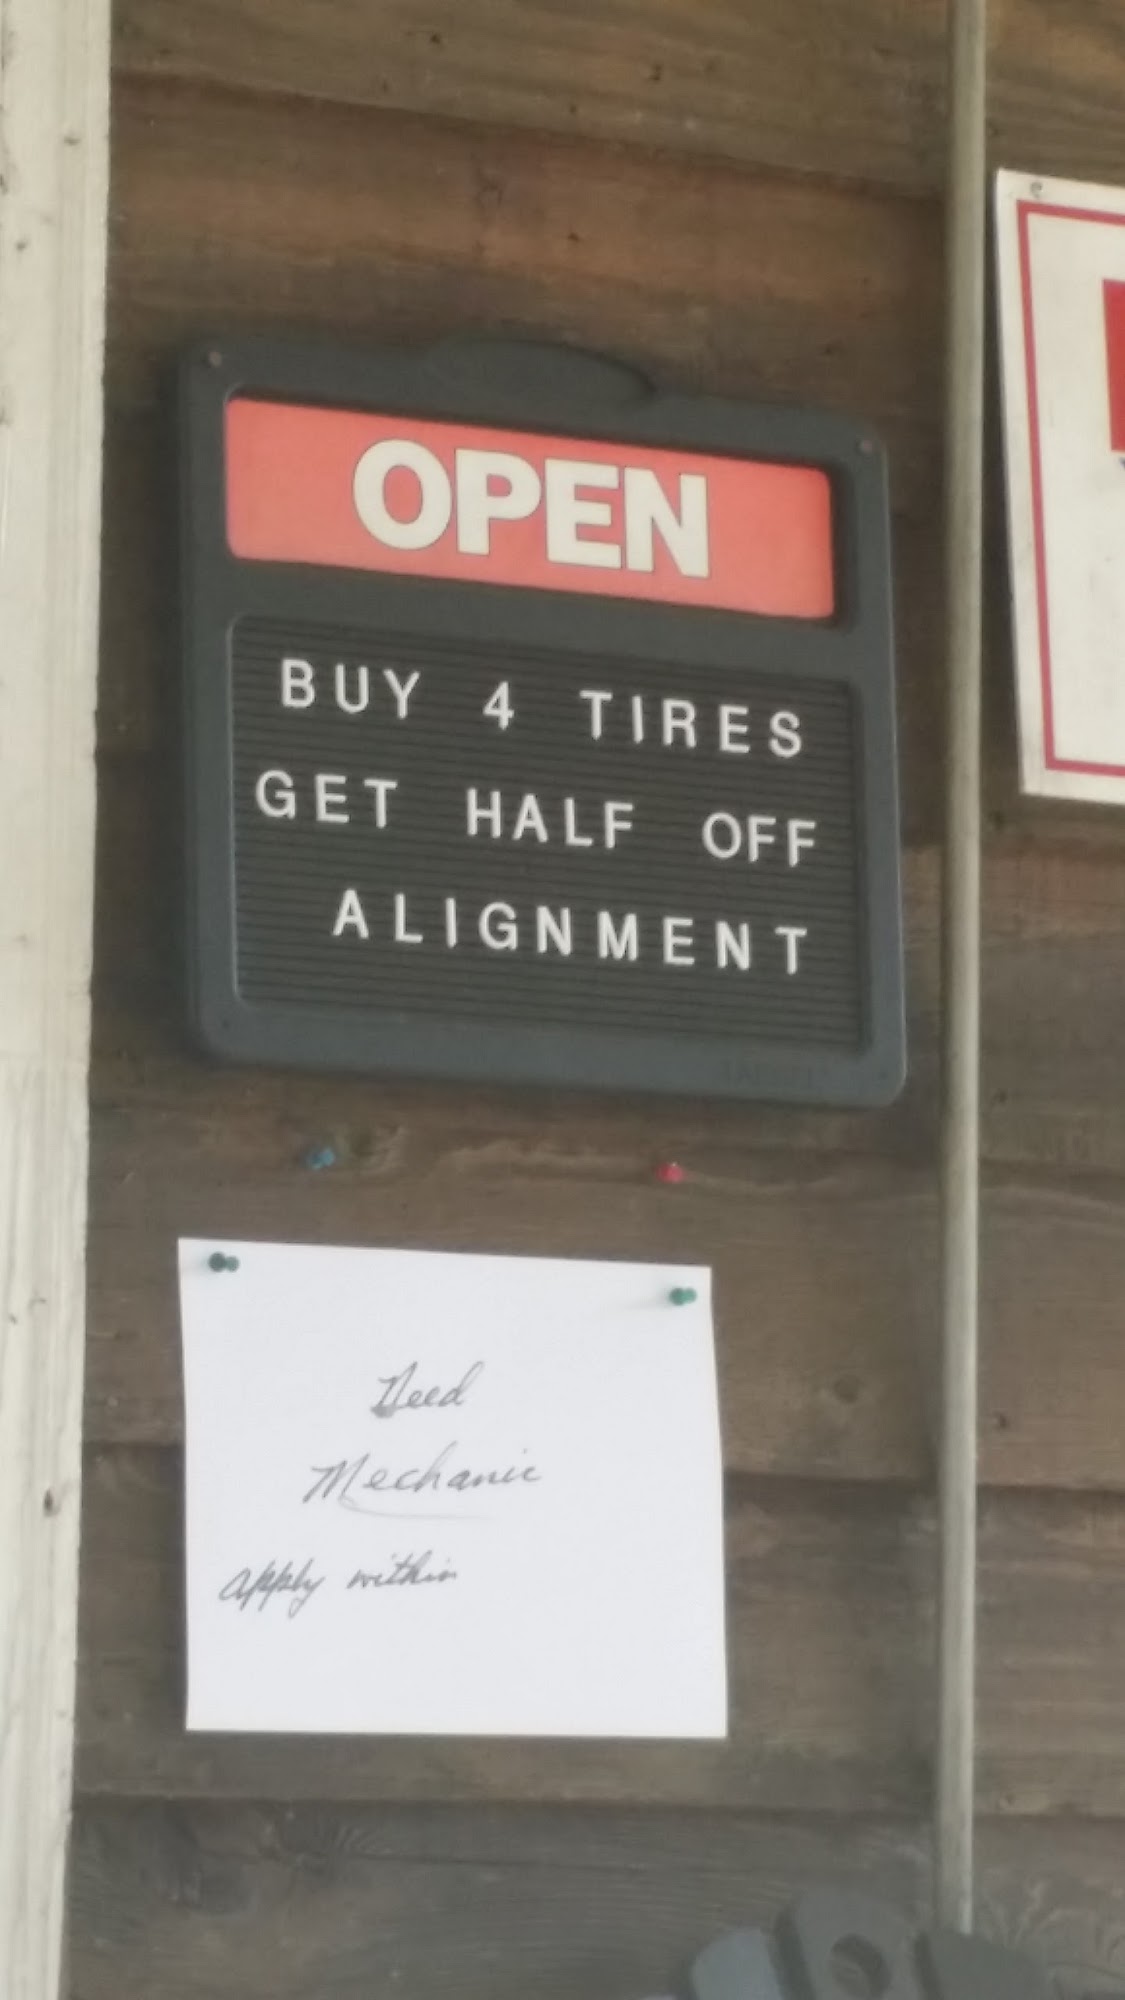 OPEN
BUY 4 TIRES
GET HALF OFF
ALIGNMENT
Need
Mechanic
apply within